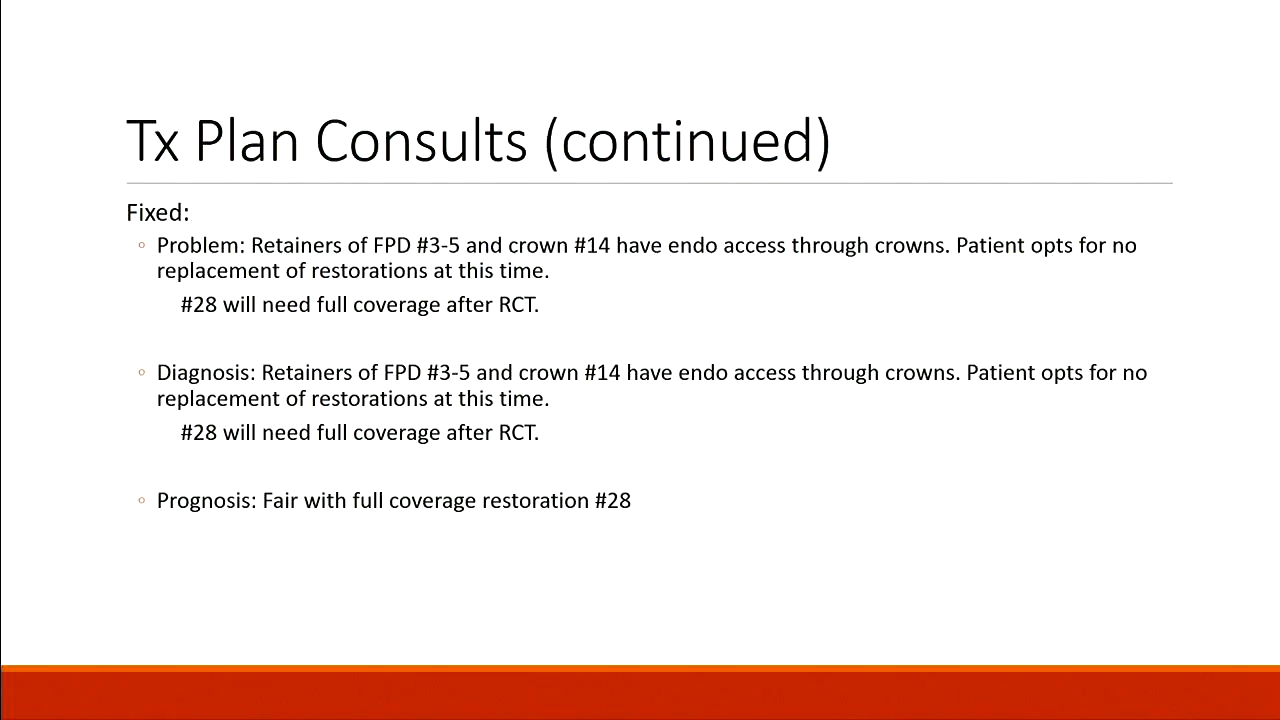 Tx Plan Consults (continued)
Fixed:
◦ Problem: Retainers of FPD #3-5 and crown #14 have endo access through crowns. Patient opts for no
replacement of restorations at this time.
#28 will need full coverage after RCT.
◦ Diagnosis: Retainers of FPD #3-5 and crown #14 have endo access through crowns. Patient opts for no
replacement of restorations at this time.
#28 will need full coverage after RCT.
◦ Prognosis: Fair with full coverage restoration #28